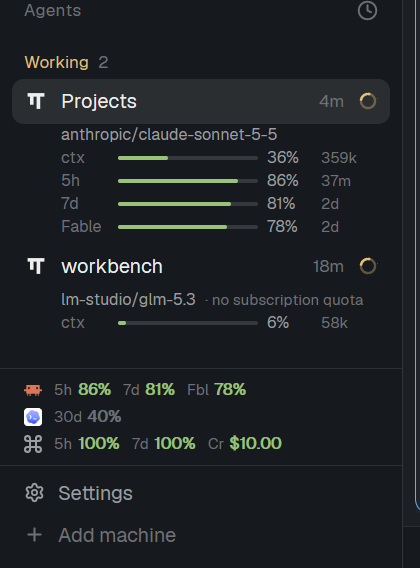 Agents
Working 2
Projects 4m
anthropic/claude-sonnet-5-5
ctx 36% 359k
5h 86% 37m
7d 81% 2d
Fable 78% 2d
workbench 18m
lm-studio/glm-5.3 · no subscription quota
ctx 6% 58k
5h 86% 7d 81% Fbl 78%
30d 40%
5h 100% 7d 100% Cr $10.00
Settings
Add machine